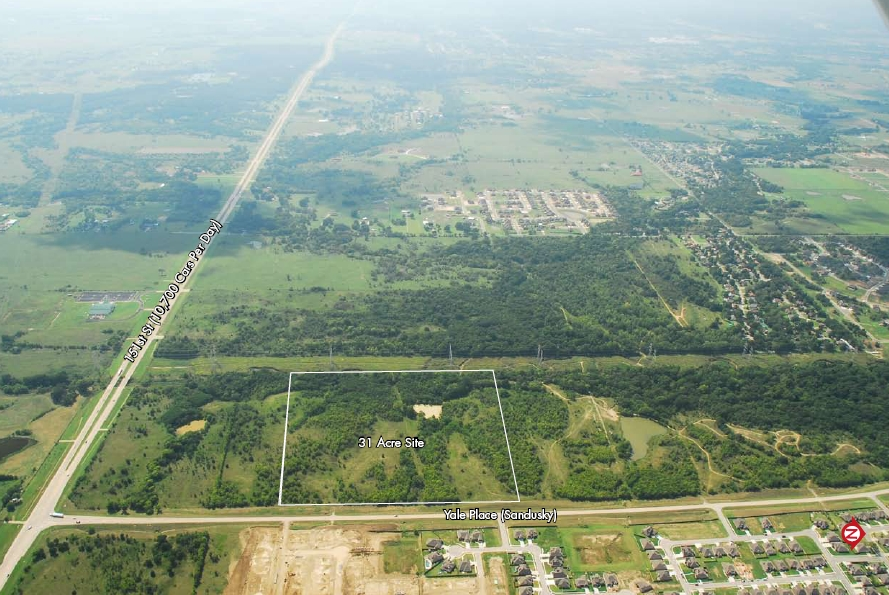 161st St (10,700 Cars Per Day)
31 Acre Site
Yale Place (Sandusky)
Z